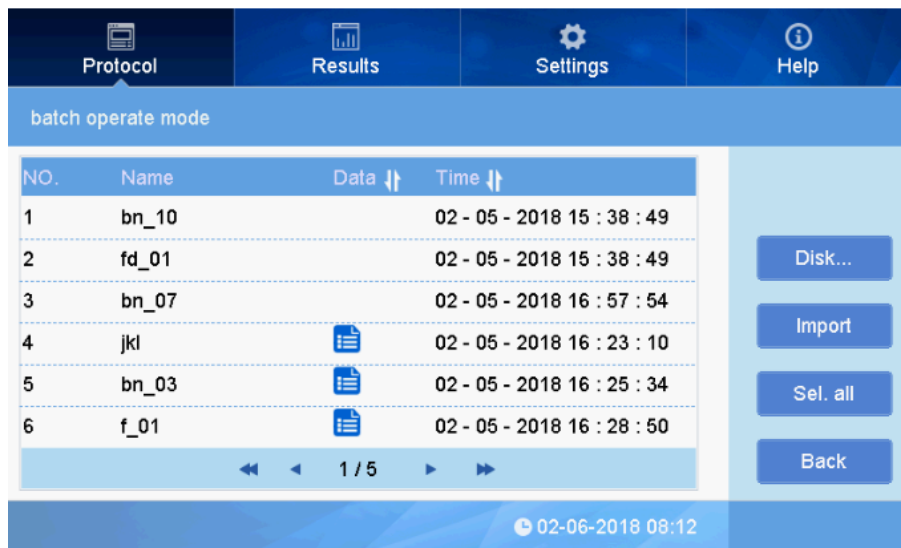 Protocol Results Settings Help
batch operate mode
NO. Name Data Time
1 bn_10 02 - 05 - 2018 15 : 38 : 49
2 fd_01 02 - 05 - 2018 15 : 38 : 49
3 bn_07 02 - 05 - 2018 16 : 57 : 54
4 jkl 02 - 05 - 2018 16 : 23 : 10
5 bn_03 02 - 05 - 2018 16 : 25 : 34
6 f_01 02 - 05 - 2018 16 : 28 : 50
1 / 5
Disk...
Import
Sel. all
Back
02-06-2018 08:12